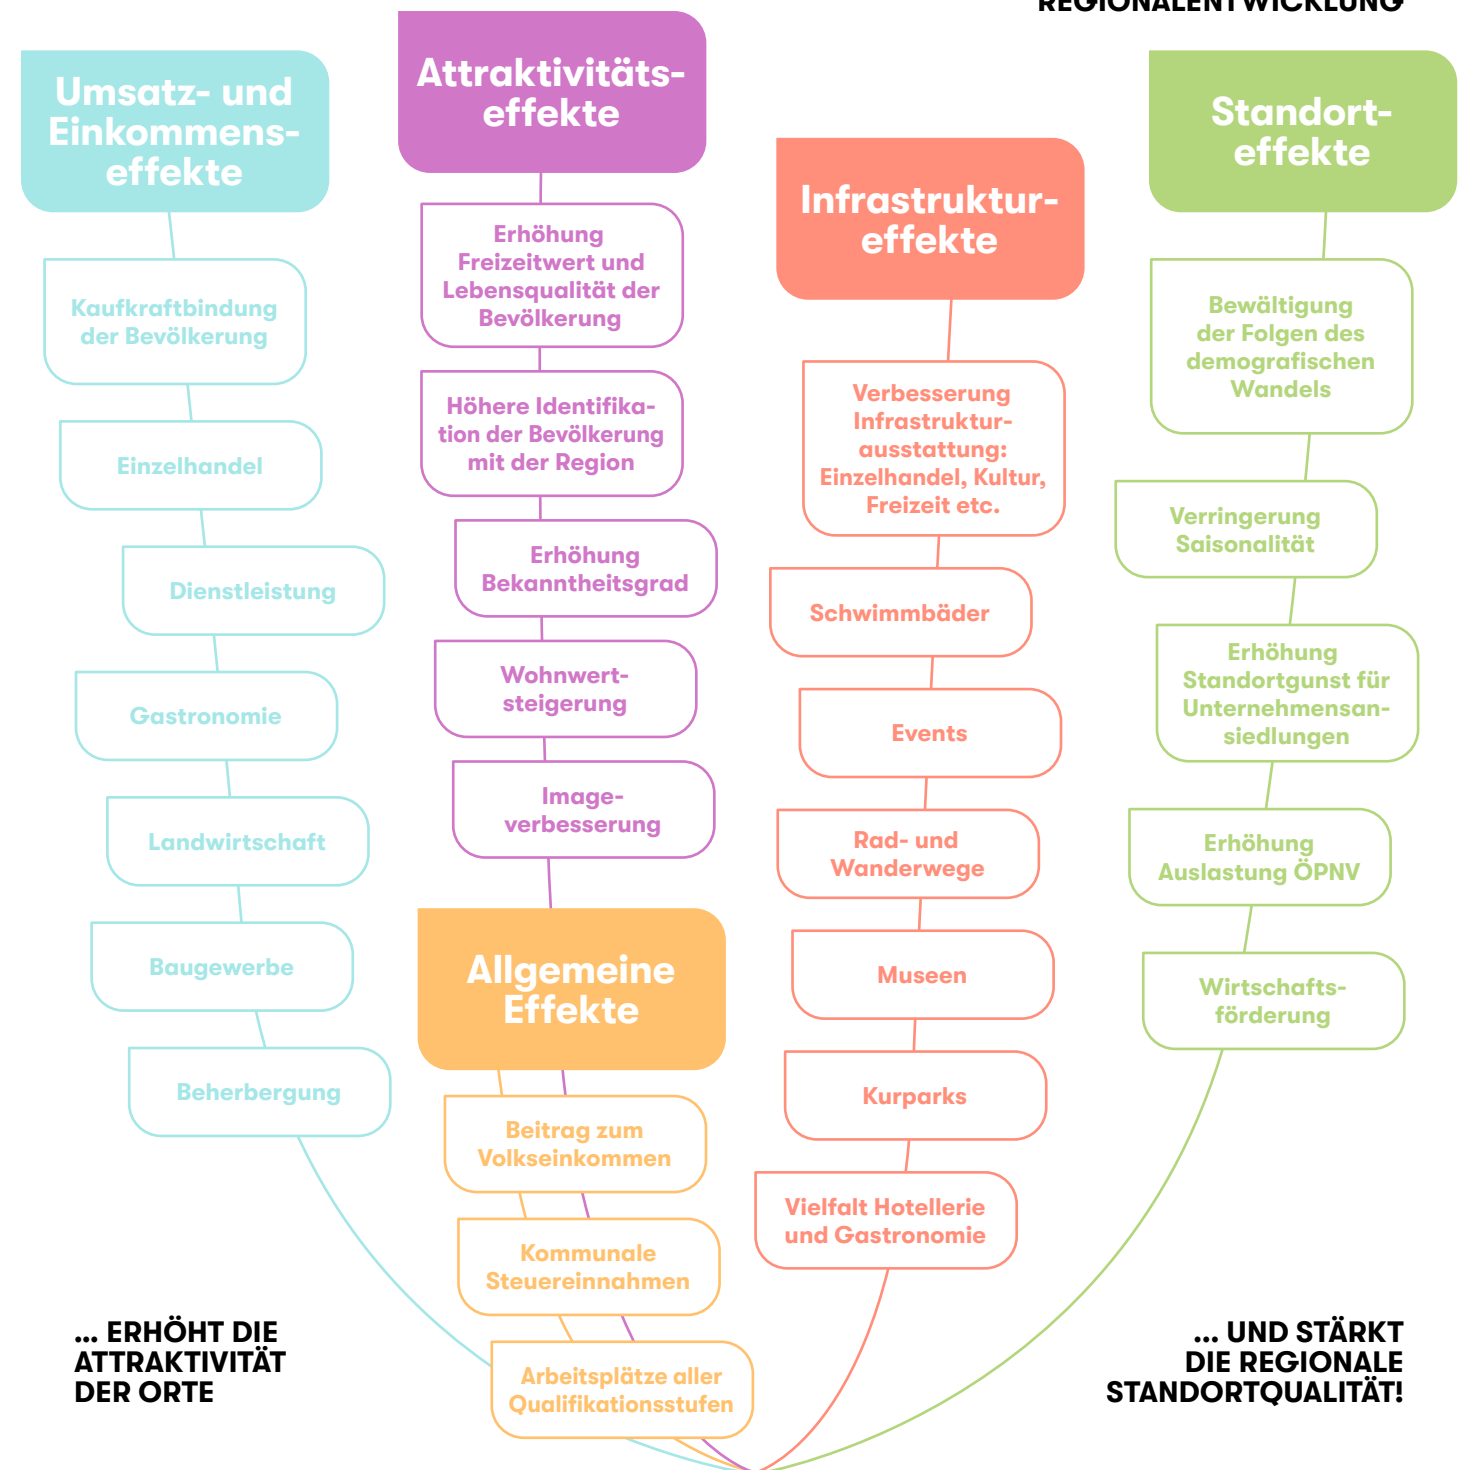 REGIONALENTWICKLUNG
Umsatz- und
Einkommens-
effekte
Kaufkraftbindung
der Bevölkerung
Einzelhandel
Dienstleistung
Gastronomie
Landwirtschaft
Baugewerbe
Beherbergung
Attraktivitäts-
effekte
Erhöhung
Freizeitwert und
Lebensqualität der
Bevölkerung
Höhere Identifika-
tion der Bevölkerung
mit der Region
Erhöhung
Bekanntheitsgrad
Wohnwert-
steigerung
Image-
verbesserung
Allgemeine
Effekte
Beitrag zum
Volkseinkommen
Kommunale
Steuereinnahmen
Arbeitsplätze aller
Qualifikationsstufen
Infrastruktur-
effekte
Verbesserung
Infrastruktur-
ausstattung:
Einzelhandel, Kultur,
Freizeit etc.
Schwimmbäder
Events
Rad- und
Wanderwege
Museen
Kurparks
Vielfalt Hotellerie
und Gastronomie
Standort-
effekte
Bewältigung
der Folgen des
demografischen
Wandels
Verringerung
Saisonalität
Erhöhung
Standortgunst für
Unternehmensan-
siedlungen
Erhöhung
Auslastung ÖPNV
Wirtschafts-
förderung
... ERHÖHT DIE
ATTRAKTIVITÄT
DER ORTE
... UND STÄRKT
DIE REGIONALE
STANDORTQUALITÄT!